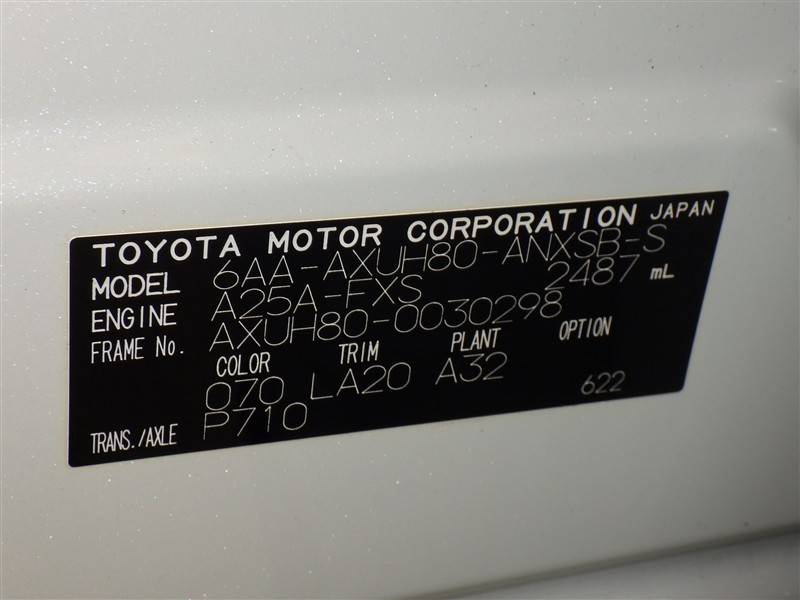 TOYOTA MOTOR CORPORATION JAPAN
MODEL 6AA-AXUH80-ANXSB-S
ENGINE A25A-FXS 2487 mL
FRAME No. AXUH80-0030298
COLOR TRIM PLANT OPTION
070 LA20 A32 622
TRANS./AXLE P710